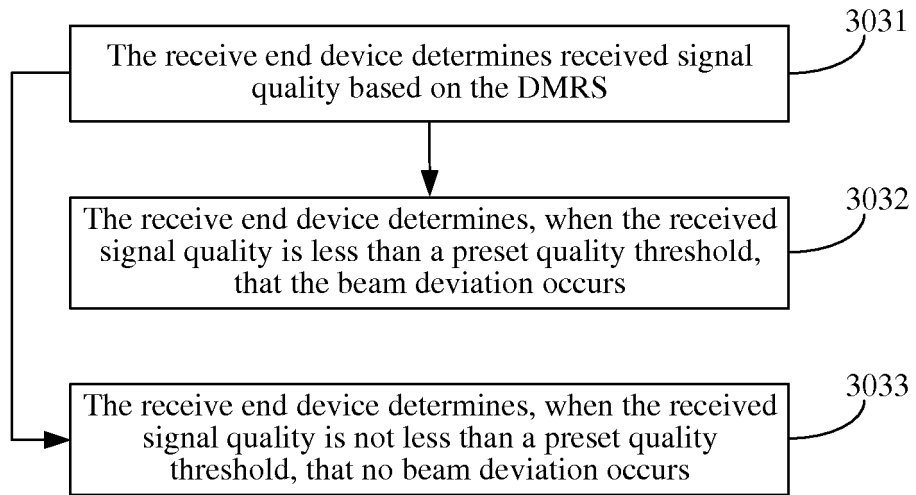 3031
The receive end device determines received signal
quality based on the DMRS
3032
The receive end device determines, when the received
signal quality is less than a preset quality threshold,
that the beam deviation occurs
3033
The receive end device determines, when the received
signal quality is not less than a preset quality
threshold, that no beam deviation occurs